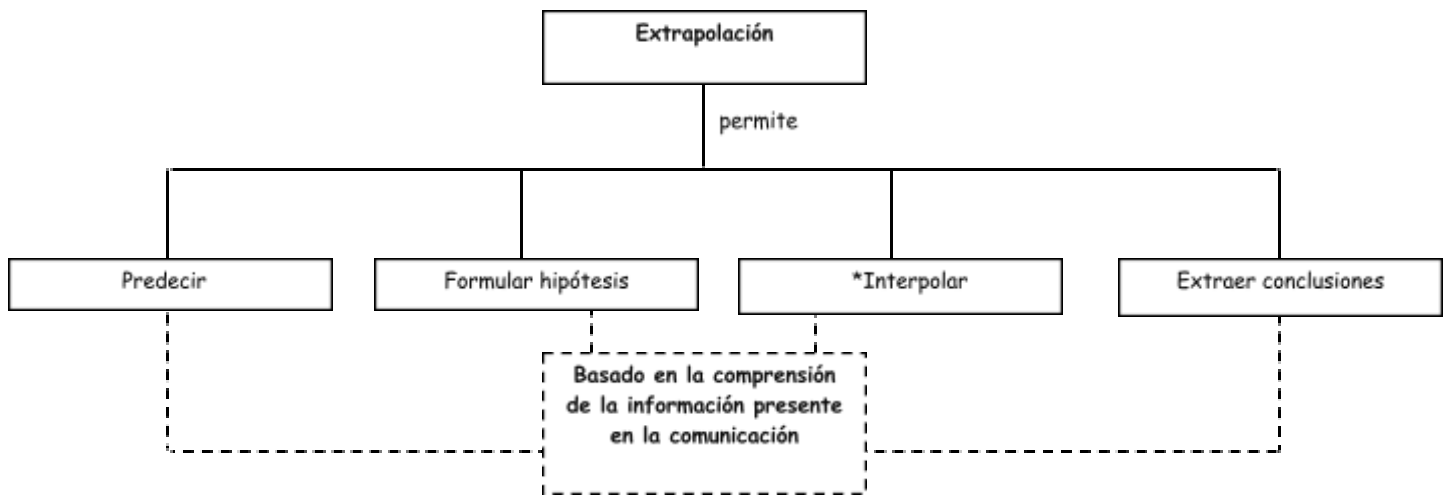 Extrapolación
permite
Predecir
Formular hipótesis
*Interpolar
Extraer conclusiones
Basado en la comprensión
de la información presente
en la comunicación